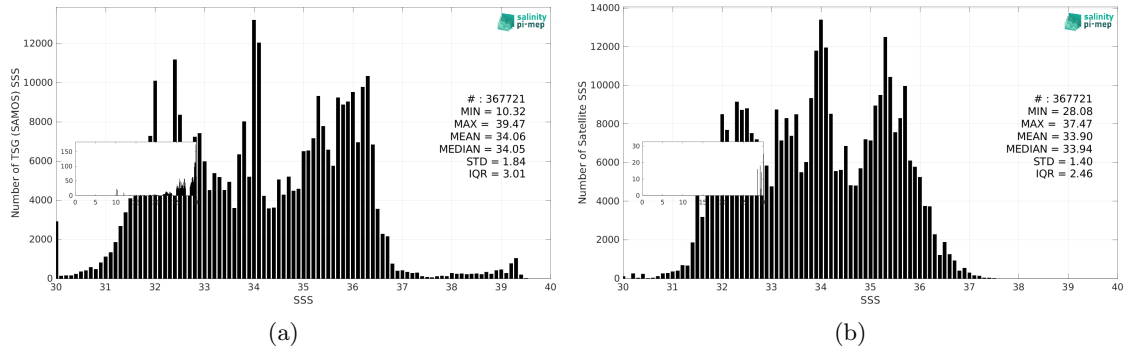 salinity
pi-mep
Number of TSG (SAMOS) SSS
12000
10000
8000
6000
4000
2000
0
# : 367721
MIN = 10.32
MAX = 39.47
MEAN = 34.06
MEDIAN = 34.05
STD = 1.84
IQR = 3.01
150
100
50
0
0 5 10 15 20
30 31 32 33 34 35 36 37 38 39 40
SSS
(a)
salinity
pi-mep
Number of Satellite SSS
14000
12000
10000
8000
6000
4000
2000
0
# : 367721
MIN = 28.08
MAX = 37.47
MEAN = 33.90
MEDIAN = 33.94
STD = 1.40
IQR = 2.46
30
20
10
0
0 5 10 15
30 31 32 33 34 35 36 37 38 39 40
SSS
(b)